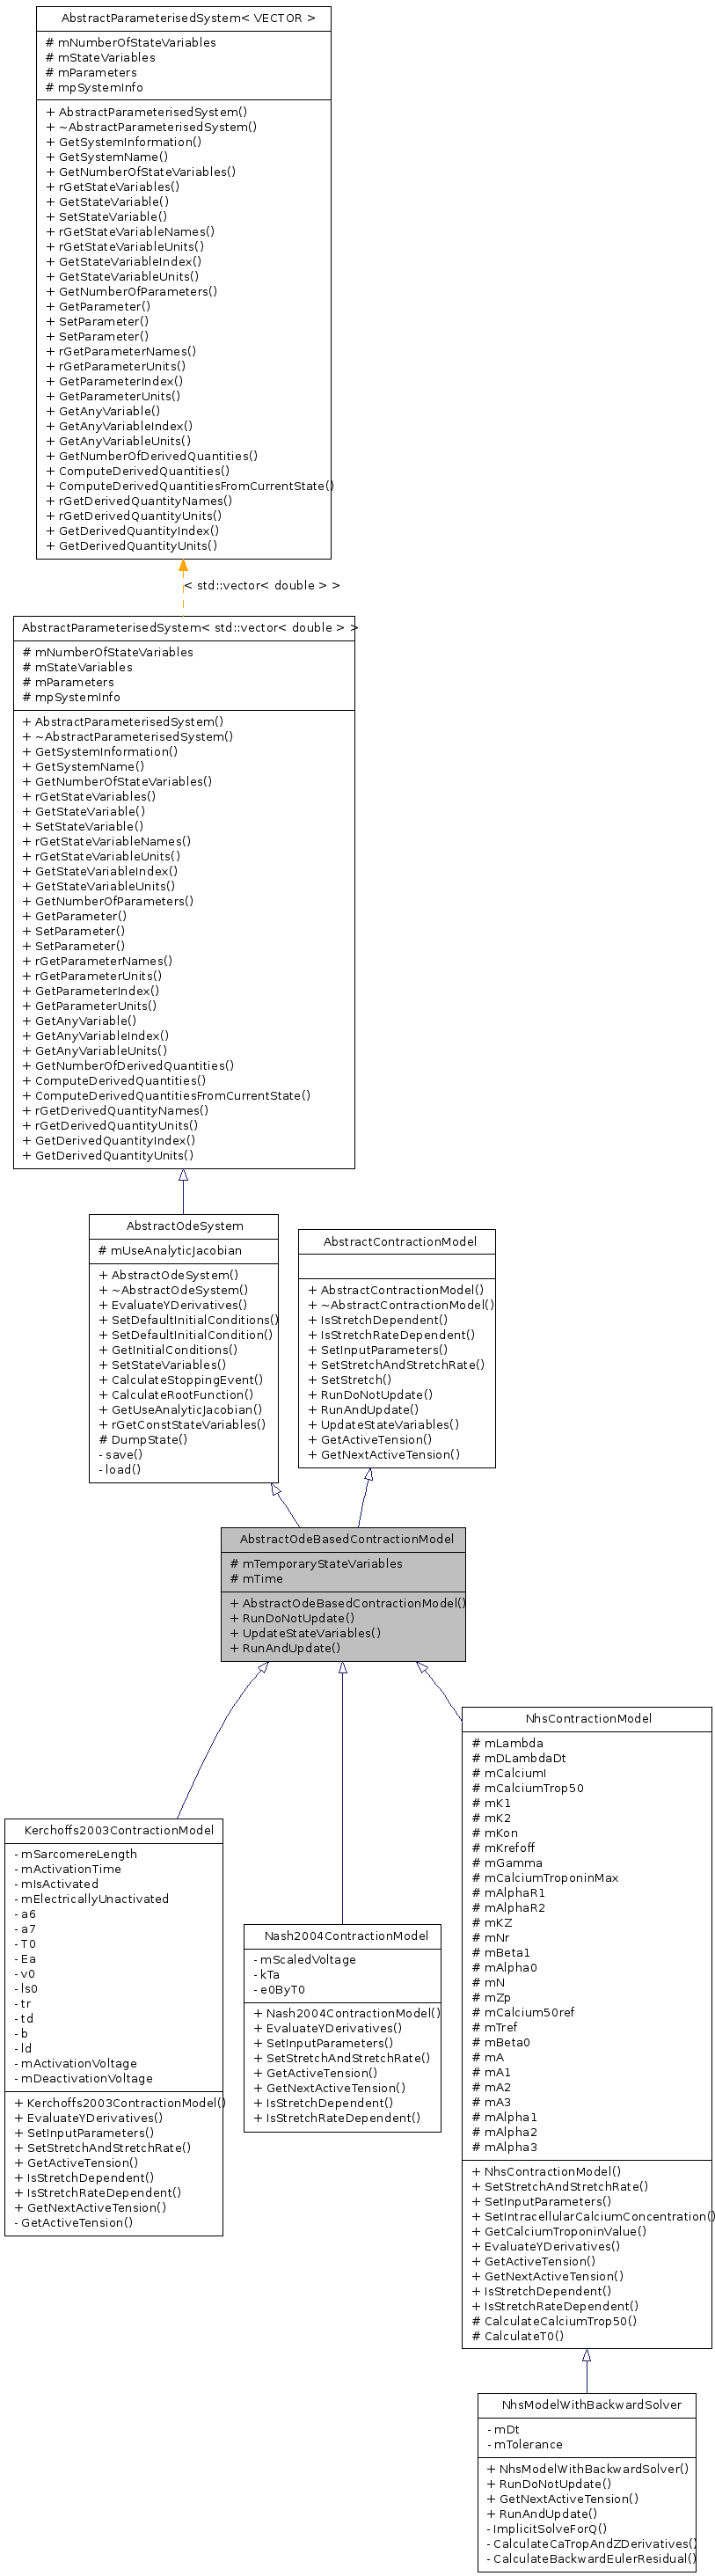 AbstractParameterisedSystem< VECTOR >
# mNumberOfStateVariables
# mStateVariables
# mParameters
# mpSystemInfo
+ AbstractParameterisedSystem()
+ ~AbstractParameterisedSystem()
+ GetSystemInformation()
+ GetSystemName()
+ GetNumberOfStateVariables()
+ rGetStateVariables()
+ GetStateVariable()
+ SetStateVariable()
+ rGetStateVariableNames()
+ rGetStateVariableUnits()
+ GetStateVariableIndex()
+ GetStateVariableUnits()
+ GetNumberOfParameters()
+ GetParameter()
+ SetParameter()
+ SetParameter()
+ rGetParameterNames()
+ rGetParameterUnits()
+ GetParameterIndex()
+ GetParameterUnits()
+ GetAnyVariable()
+ GetAnyVariableIndex()
+ GetAnyVariableUnits()
+ GetNumberOfDerivedQuantities()
+ ComputeDerivedQuantities()
+ ComputeDerivedQuantitiesFromCurrentState()
+ rGetDerivedQuantityNames()
+ rGetDerivedQuantityUnits()
+ GetDerivedQuantityIndex()
+ GetDerivedQuantityUnits()
< std::vector< double > >
AbstractParameterisedSystem< std::vector< double > >
# mNumberOfStateVariables
# mStateVariables
# mParameters
# mpSystemInfo
+ AbstractParameterisedSystem()
+ ~AbstractParameterisedSystem()
+ GetSystemInformation()
+ GetSystemName()
+ GetNumberOfStateVariables()
+ rGetStateVariables()
+ GetStateVariable()
+ SetStateVariable()
+ rGetStateVariableNames()
+ rGetStateVariableUnits()
+ GetStateVariableIndex()
+ GetStateVariableUnits()
+ GetNumberOfParameters()
+ GetParameter()
+ SetParameter()
+ SetParameter()
+ rGetParameterNames()
+ rGetParameterUnits()
+ GetParameterIndex()
+ GetParameterUnits()
+ GetAnyVariable()
+ GetAnyVariableIndex()
+ GetAnyVariableUnits()
+ GetNumberOfDerivedQuantities()
+ ComputeDerivedQuantities()
+ ComputeDerivedQuantitiesFromCurrentState()
+ rGetDerivedQuantityNames()
+ rGetDerivedQuantityUnits()
+ GetDerivedQuantityIndex()
+ GetDerivedQuantityUnits()
AbstractOdeSystem
# mUseAnalyticJacobian
+ AbstractOdeSystem()
+ ~AbstractOdeSystem()
+ EvaluateYDerivatives()
+ SetDefaultInitialConditions()
+ SetDefaultInitialCondition()
+ GetInitialConditions()
+ SetStateVariables()
+ CalculateStoppingEvent()
+ CalculateRootFunction()
+ GetUseAnalyticJacobian()
+ rGetConstStateVariables()
# DumpState()
- save()
- load()
AbstractContractionModel
+ AbstractContractionModel()
+ ~AbstractContractionModel()
+ IsStretchDependent()
+ IsStretchRateDependent()
+ SetInputParameters()
+ SetStretchAndStretchRate()
+ SetStretch()
+ RunDoNotUpdate()
+ RunAndUpdate()
+ UpdateStateVariables()
+ GetActiveTension()
+ GetNextActiveTension()
AbstractOdeBasedContractionModel
# mTemporaryStateVariables
# mTime
+ AbstractOdeBasedContractionModel()
+ RunDoNotUpdate()
+ UpdateStateVariables()
+ RunAndUpdate()
Kerchoffs2003ContractionModel
- mSarcomereLength
- mActivationTime
- mIsActivated
- mElectricallyUnactivated
- a6
- a7
- T0
- Ea
- v0
- ls0
- tr
- td
- b
- ld
- mActivationVoltage
- mDeactivationVoltage
+ Kerchoffs2003ContractionModel()
+ EvaluateYDerivatives()
+ SetInputParameters()
+ SetStretchAndStretchRate()
+ GetActiveTension()
+ IsStretchDependent()
+ IsStretchRateDependent()
+ GetNextActiveTension()
- GetActiveTension()
Nash2004ContractionModel
- mScaledVoltage
- kTa
- e0ByT0
+ Nash2004ContractionModel()
+ EvaluateYDerivatives()
+ SetInputParameters()
+ SetStretchAndStretchRate()
+ GetActiveTension()
+ GetNextActiveTension()
+ IsStretchDependent()
+ IsStretchRateDependent()
NhsContractionModel
# mLambda
# mDLambdaDt
# mCalciumI
# mCalciumTrop50
# mK1
# mK2
# mKon
# mKrefoff
# mGamma
# mCalciumTroponinMax
# mAlphaR1
# mAlphaR2
# mKZ
# mNr
# mBeta1
# mAlpha0
# mN
# mZp
# mCalcium50ref
# mTref
# mBeta0
# mA
# mA1
# mA2
# mA3
# mAlpha1
# mAlpha2
# mAlpha3
+ NhsContractionModel()
+ SetStretchAndStretchRate()
+ SetInputParameters()
+ SetIntracellularCalciumConcentration()
+ GetCalciumTroponinValue()
+ EvaluateYDerivatives()
+ GetActiveTension()
+ GetNextActiveTension()
+ IsStretchDependent()
+ IsStretchRateDependent()
# CalculateCalciumTrop50()
# CalculateT0()
NhsModelWithBackwardSolver
- mDt
- mTolerance
+ NhsModelWithBackwardSolver()
+ RunDoNotUpdate()
+ GetNextActiveTension()
+ RunAndUpdate()
- ImplicitSolveForQ()
- CalculateCaTropAndZDerivatives()
- CalculateBackwardEulerResidual()